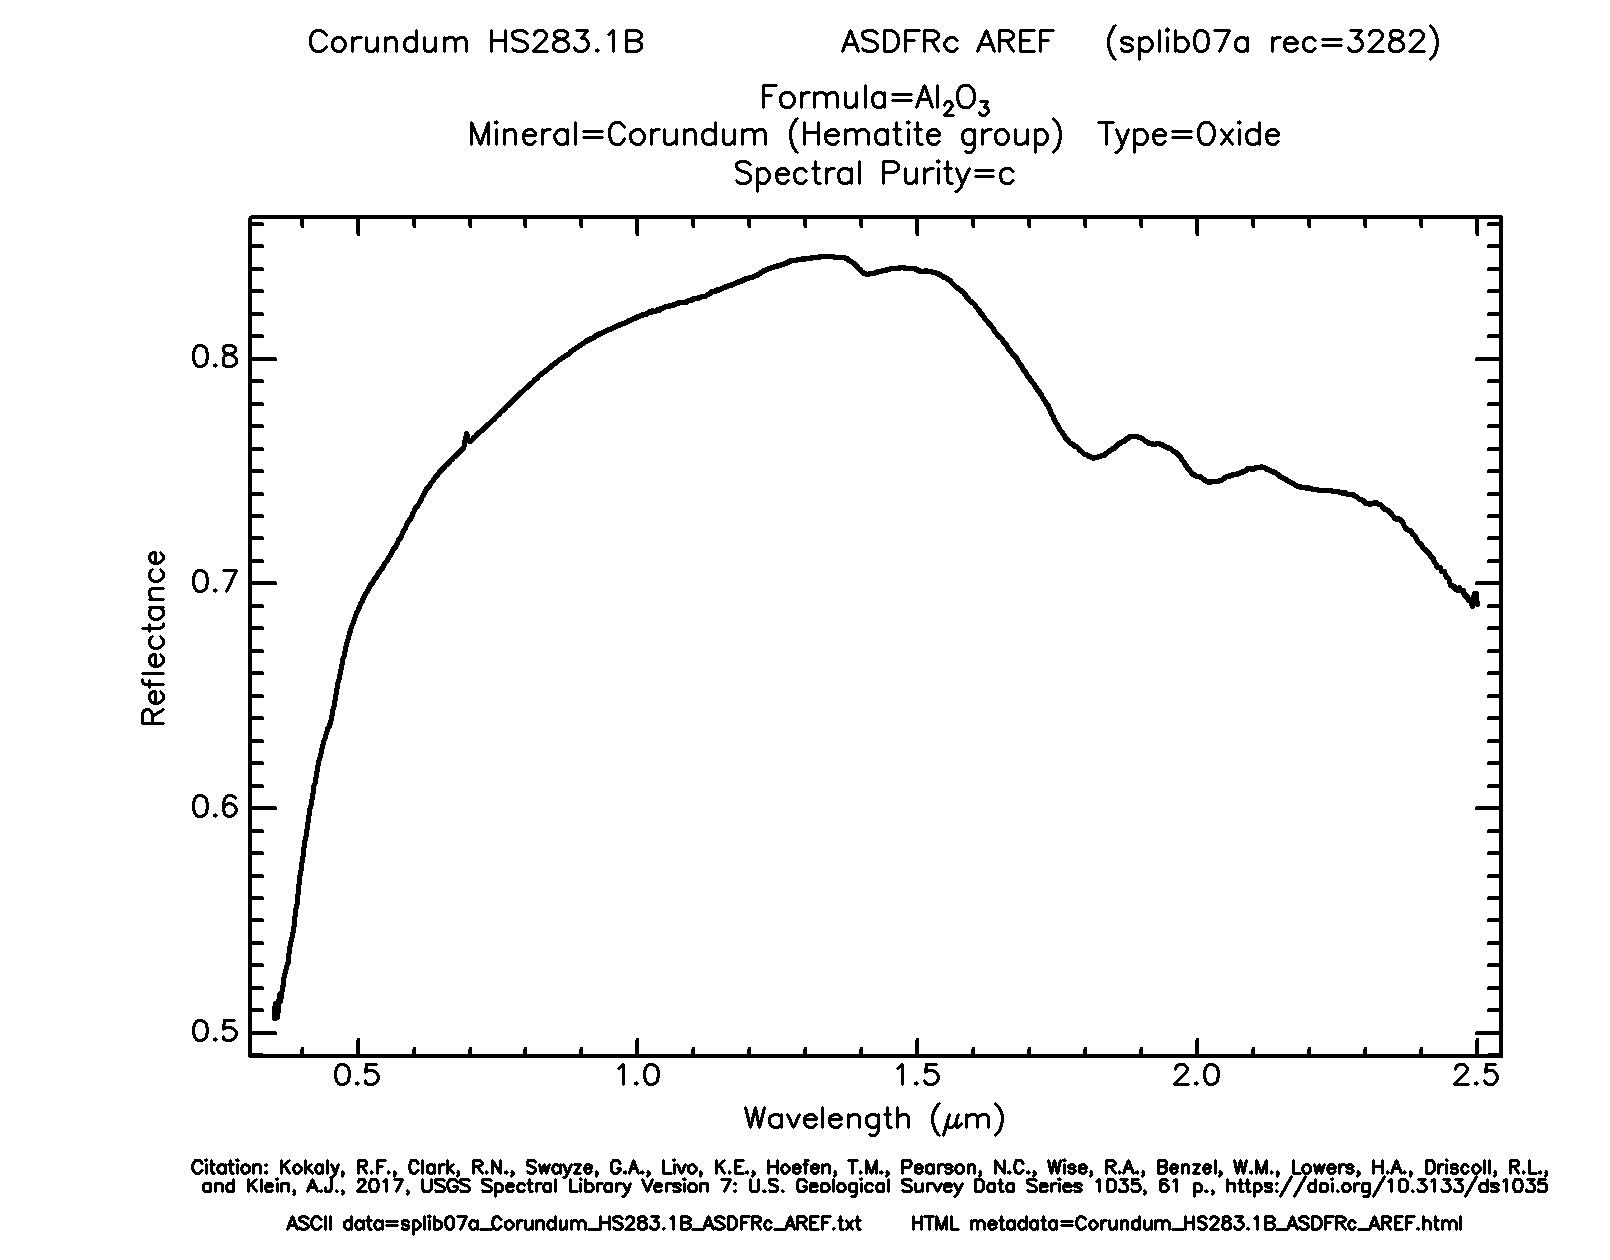 Corundum HS283.1B ASDFRc AREF (splib07a rec=3282)
Formula=Al₂O₃
Mineral=Corundum (Hematite group) Type=Oxide
Spectral Purity=c
0.8
0.7
0.6
0.5
Reflectance
0.5 1.0 1.5 2.0 2.5
Wavelength (μm)
Citation: Kokaly, R.F., Clark, R.N., Swayze, G.A., Livo, K.E., Hoefen, T.M., Pearson, N.C., Wise, R.A., Benzel, W.M., Lowers, H.A., Driscoll, R.L.,
and Klein, A.J., 2017, USGS Spectral Library Version 7: U.S. Geological Survey Data Series 1035, 61 p., https://doi.org/10.3133/ds1035
ASCII data=splib07a_Corundum_HS283.1B_ASDFRc_AREF.txt HTML metadata=Corundum_HS283.1B_ASDFRc_AREF.html